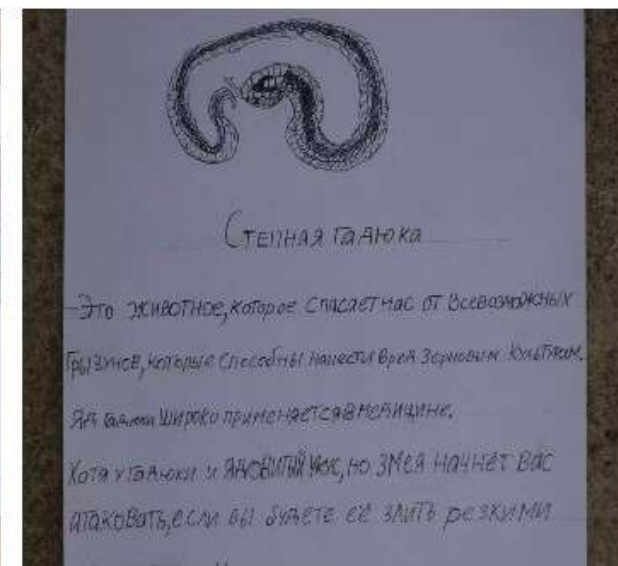 Степная гадюка
Это животное, которое спасает нас от всевозможных
грызунов, которые способны нанести вред зерновым культурам.
Яд гадюки широко применяется в медицине.
Хотя у гадюки и ядовитый укус, но змея начнет вас
атаковать, если вы будете её злить резкими